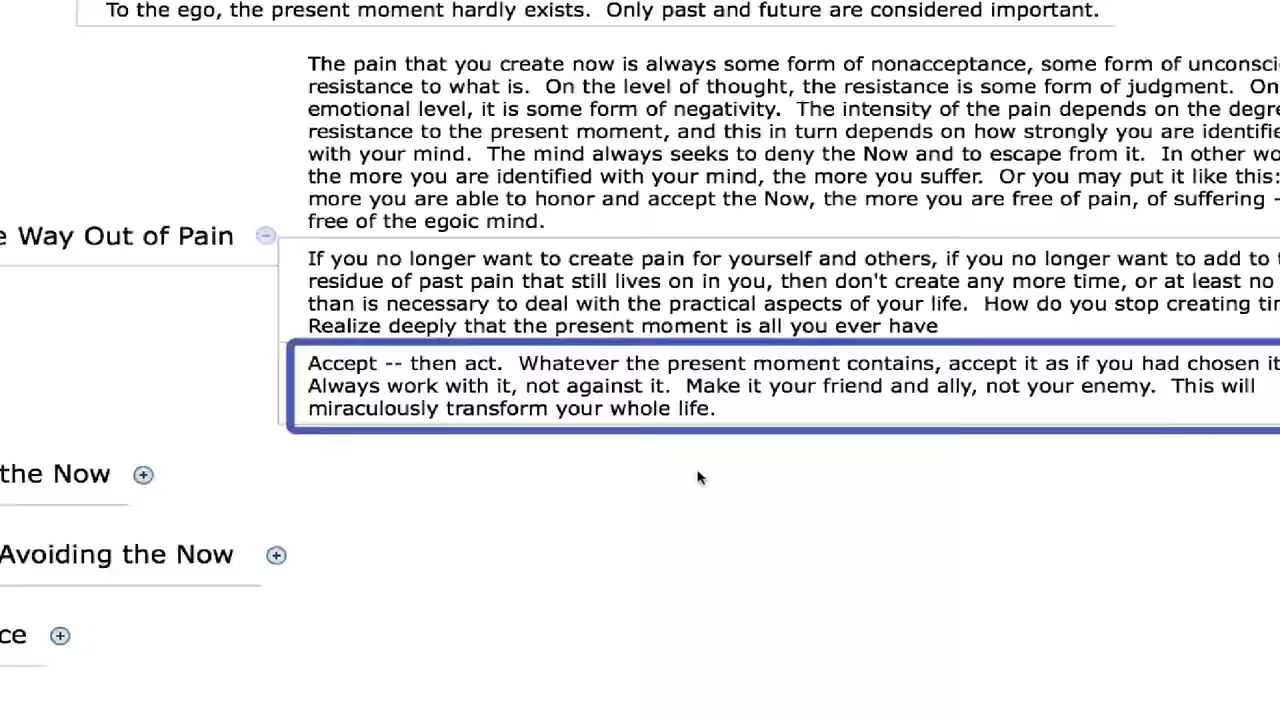 To the ego, the present moment hardly exists.  Only past and future are considered important.
The pain that you create now is always some form of nonacceptance, some form of
resistance to what is.  On the level of thought, the resistance is some form of judgment.  On
emotional level, it is some form of negativity.  The intensity of the pain depends on the
resistance to the present moment, and this in turn depends on how strongly you are
with your mind.  The mind always seeks to deny the Now and to escape from it.  In other
the more you are identified with your mind, the more you suffer.  Or you may put it like this:
more you are able to honor and accept the Now, the more you are free of pain, of suffering -
free of the egoic mind.
Way Out of Pain
If you no longer want to create pain for yourself and others, if you no longer want to add to
residue of past pain that still lives on in you, then don't create any more time, or at least no
than is necessary to deal with the practical aspects of your life.  How do you stop creating
Realize deeply that the present moment is all you ever have
Accept -- then act.  Whatever the present moment contains, accept it as if you had chosen it
Always work with it, not against it.  Make it your friend and ally, not your enemy.  This will
miraculously transform your whole life.
the Now
Avoiding the Now
ce